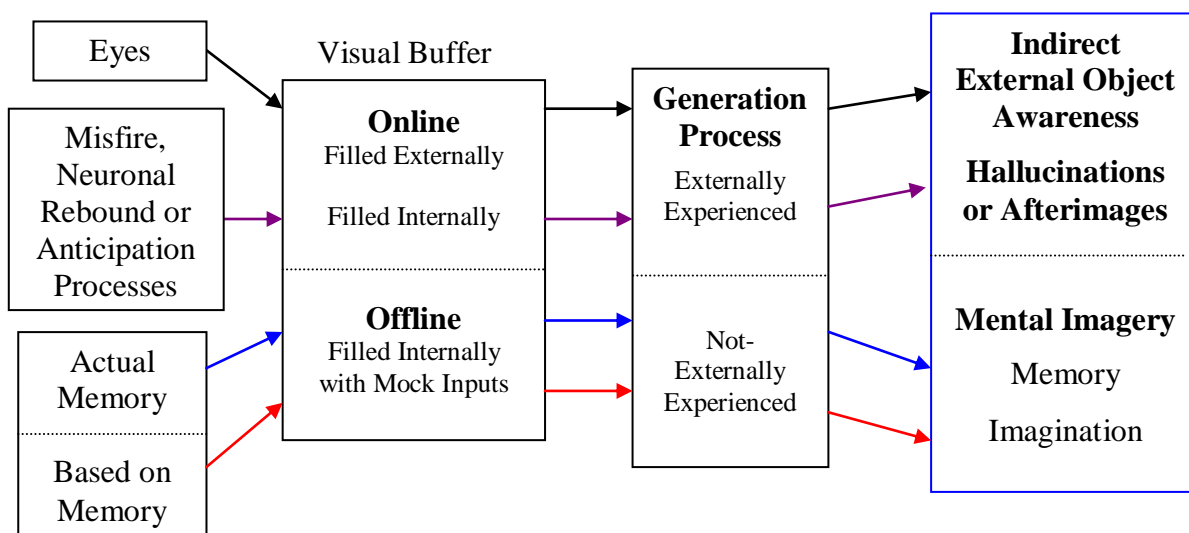 Eyes
Misfire,
Neuronal
Rebound or
Anticipation
Processes
Actual
Memory
Based on
Memory
Visual Buffer
Online
Filled Externally
Filled Internally
Offline
Filled Internally
with Mock Inputs
Generation
Process
Externally
Experienced
Not-
Externally
Experienced
Indirect
External Object
Awareness
Hallucinations
or Afterimages
Mental Imagery
Memory
Imagination